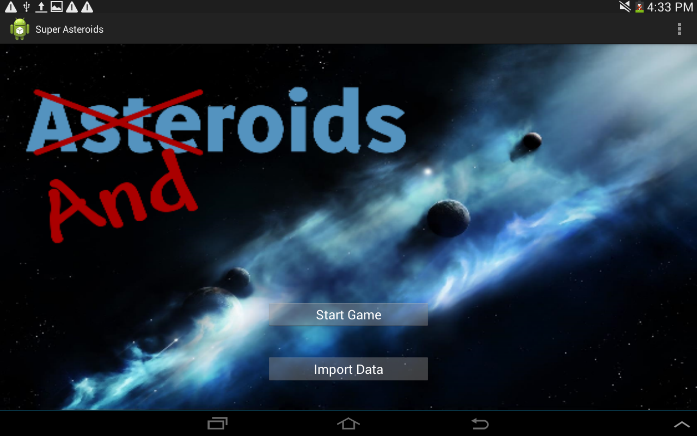 4:33 PM
Super Asteroids
Asteroids
And
Start Game
Import Data